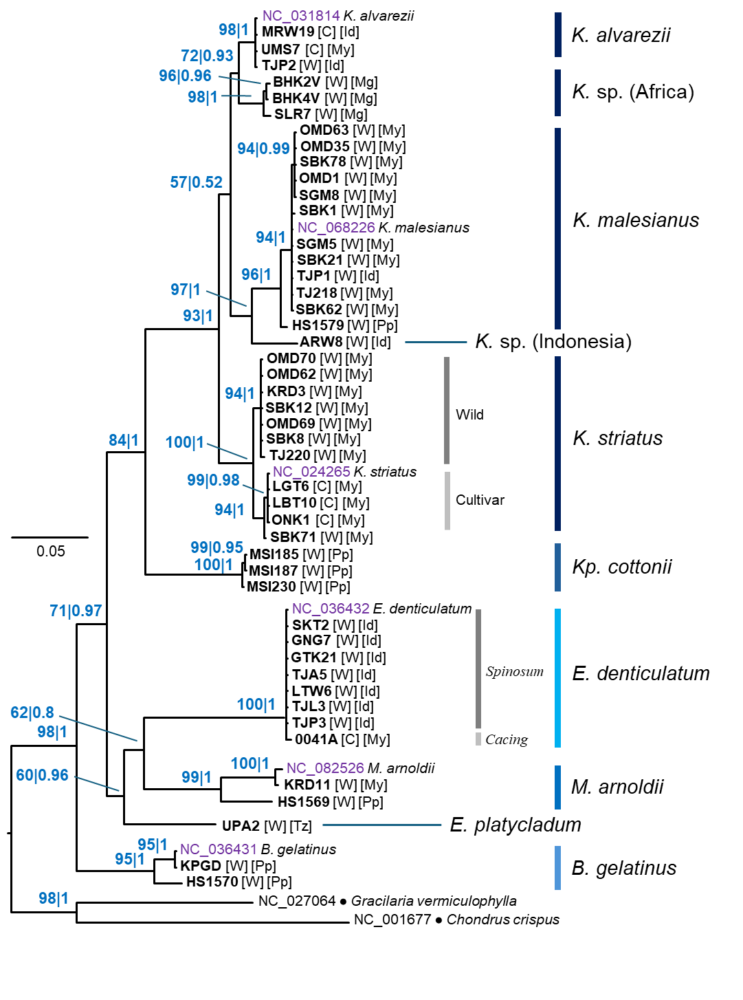 NC_031814 K. alvarezii
98|1
MRW19 [C] [Id]
K. alvarezii
UMS7 [C] [My]
72|0.93
TJP2 [W] [Id]
96|0.96
BHK2V [W] [Mg]
98|1
BHK4V [W] [Mg]
K. sp. (Africa)
SLR7 [W] [Mg]
OMD63 [W] [My]
94|0.99
OMD35 [W] [My]
SBK78 [W] [My]
57|0.52
OMD1 [W] [My]
SGM8 [W] [My]
SBK1 [W] [My]
K. malesianus
NC_068226 K. malesianus
94|1
SGM5 [W] [My]
SBK21 [W] [My]
96|1
TJP1 [W] [Id]
97|1
TJ218 [W] [My]
SBK62 [W] [My]
93|1
HS1579 [W] [Pp]
ARW8 [W] [Id]
K. sp. (Indonesia)
OMD70 [W] [My]
OMD62 [W] [My]
94|1
KRD3 [W] [My]
SBK12 [W] [My]
Wild
OMD69 [W] [My]
84|1
100|1
SBK8 [W] [My]
K. striatus
TJ220 [W] [My]
NC_024265 K. striatus
99|0.98
LGT6 [C] [My]
LBT10 [C] [My]
Cultivar
94|1
ONK1 [C] [My]
SBK71 [W] [My]
0.05
99|0.95
MSI185 [W] [Pp]
100|1
MSI187 [W] [Pp]
Kp. cottonii
MSI230 [W] [Pp]
71|0.97
NC_036432 E. denticulatum
SKT2 [W] [Id]
GNG7 [W] [Id]
GTK21 [W] [Id]
TJA5 [W] [Id]
Spinosum
E. denticulatum
LTW6 [W] [Id]
100|1
TJL3 [W] [Id]
62|0.8
TJP3 [W] [Id]
98|1
0041A [C] [My]
Cacing
100|1
NC_082526 M. arnoldii
60|0.96
99|1
KRD11 [W] [My]
M. arnoldii
HS1569 [W] [Pp]
UPA2 [W] [Tz]
E. platycladum
95|1
NC_036431 B. gelatinus
95|1
KPGD [W] [Pp]
B. gelatinus
HS1570 [W] [Pp]
98|1
NC_027064 ● Gracilaria vermiculophylla
NC_001677 ● Chondrus crispus